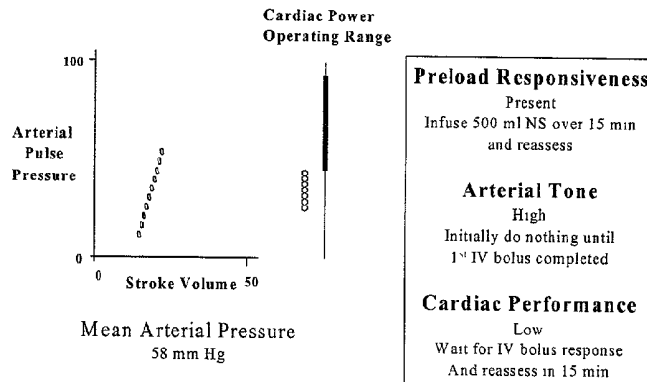 Cardiac Power
Operating Range
100
Arterial
Pulse
Pressure
0
0
Stroke Volume
50
Mean Arterial Pressure
58 mm Hg
Preload Responsiveness
Present
Infuse 500 ml NS over 15 min
and reassess
Arterial Tone
High
Initially do nothing until
1st IV bolus completed
Cardiac Performance
Low
Wait for IV bolus response
And reassess in 15 min